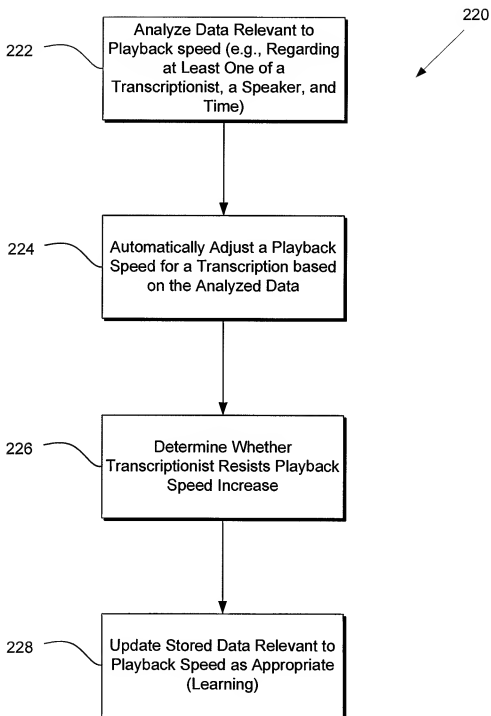 220
222
Analyze Data Relevant to
Playback speed (e.g., Regarding
at Least One of a
Transcriptionist, a Speaker, and
Time)
224
Automatically Adjust a Playback
Speed for a Transcription based
on the Analyzed Data
226
Determine Whether
Transcriptionist Resists Playback
Speed Increase
228
Update Stored Data Relevant to
Playback Speed as Appropriate
(Learning)